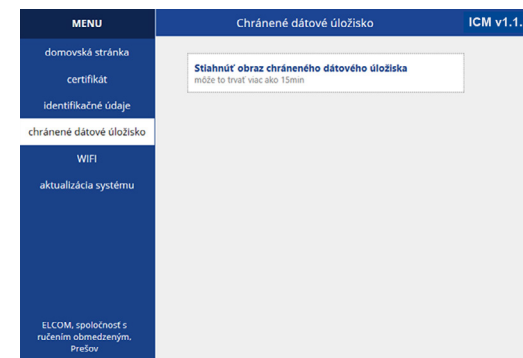 MENU
Chránené dátové úložisko
ICM v1.1.
domovská stránka
certifikát
identifikačné údaje
chránené dátové úložisko
WIFI
aktualizácia systému
Stiahnúť obraz chráneného dátového úložiska
môže to trvať viac ako 15min
ELCOM, spoločnosť s
ručením obmedzeným,
Prešov